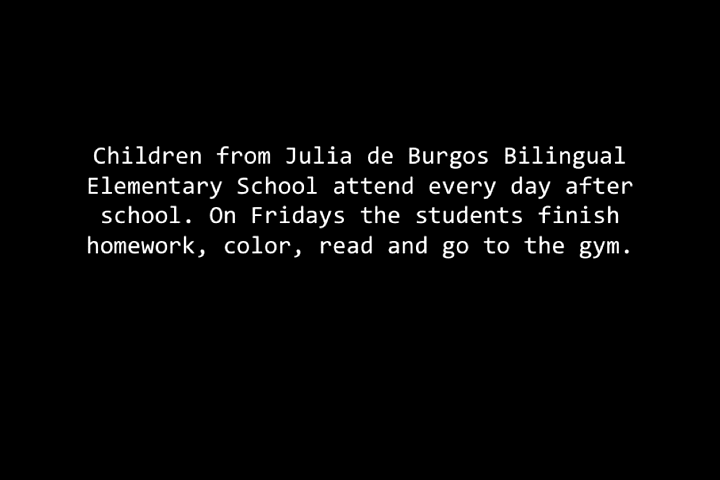 Children from Julia de Burgos Bilingual
Elementary School attend every day after
school. On Fridays the students finish
homework, color, read and go to the gym.